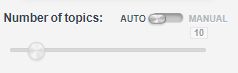 Number of topics: AUTO MANUAL
10